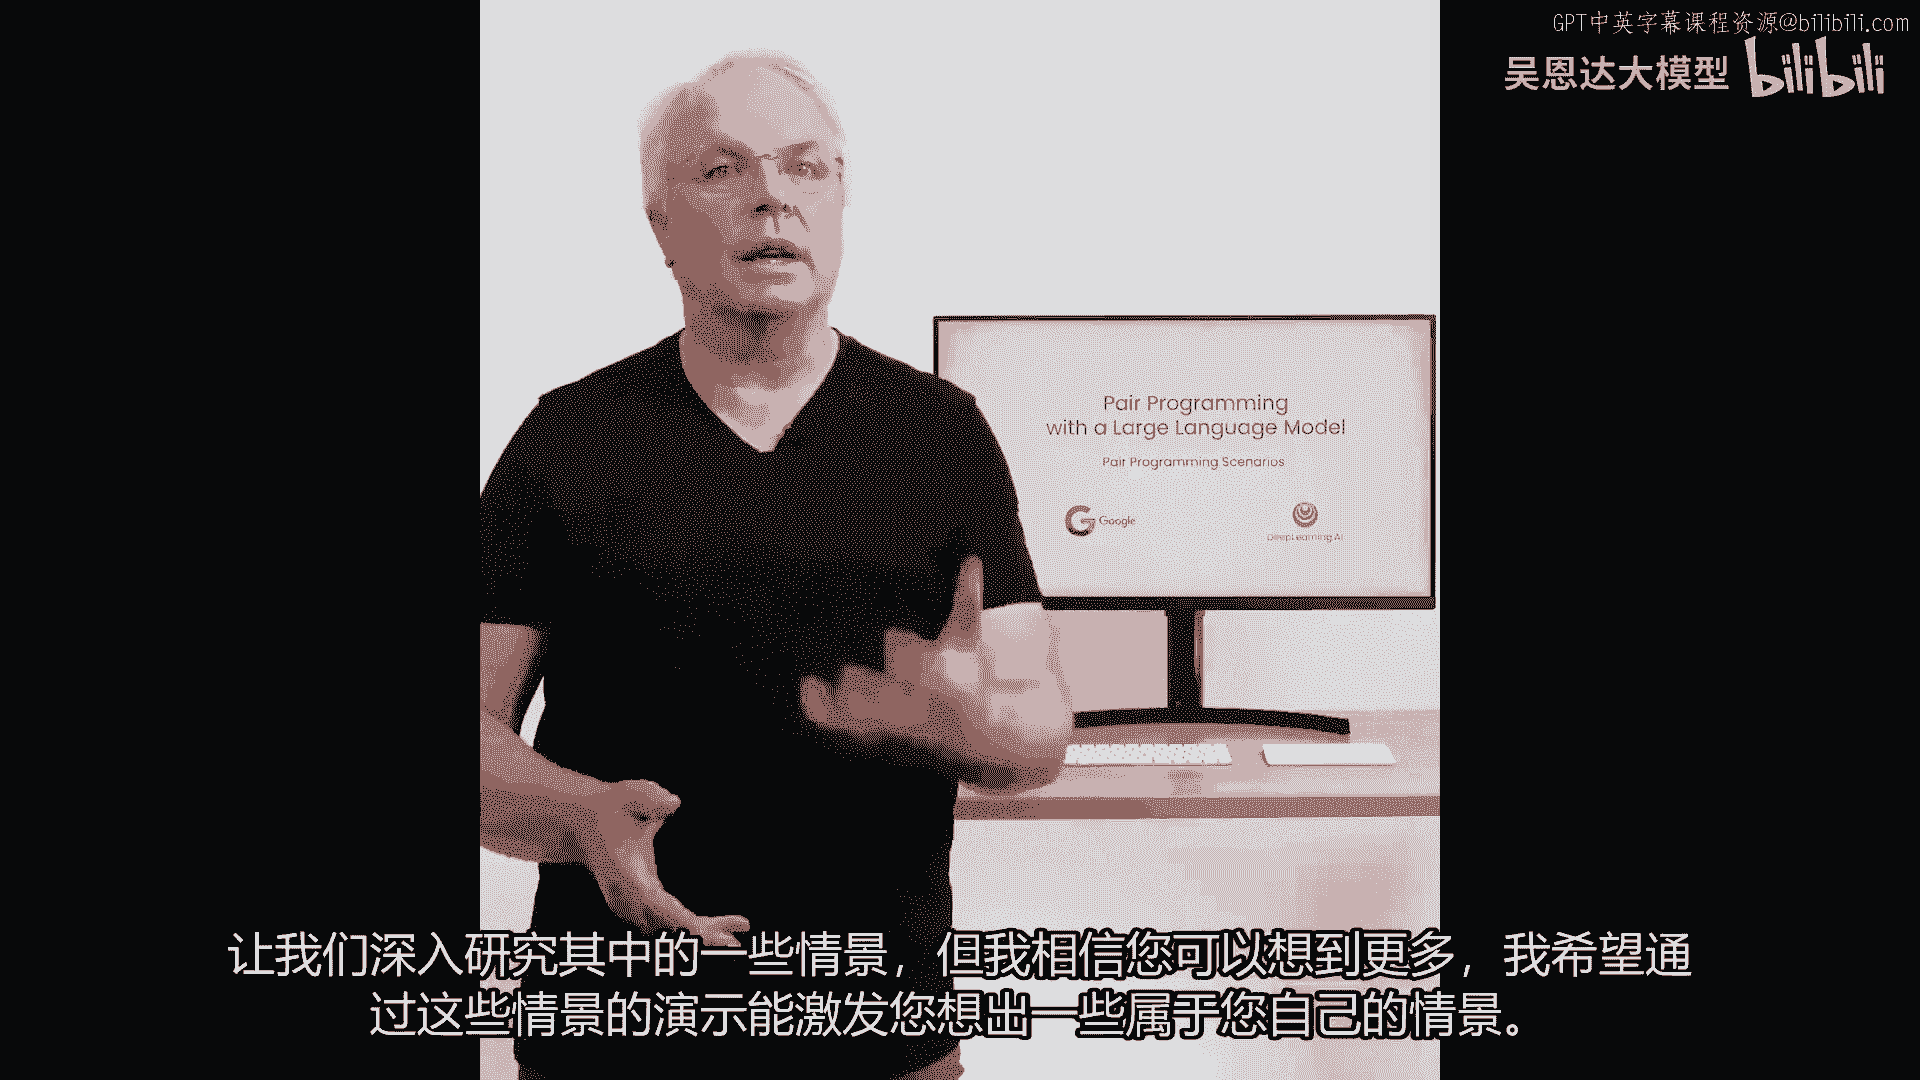 GPT中英字幕课程资源@bilibili.com
吴恩达大模型 bilibili
Pair Programming
with a Large Language Model
Pair Programming Scenarios
Google
DeepLearning.AI
让我们深入研究其中的一些情景，但我相信您可以想到更多，我希望通
过这些情景的演示能激发您想出一些属于您自己的情景。